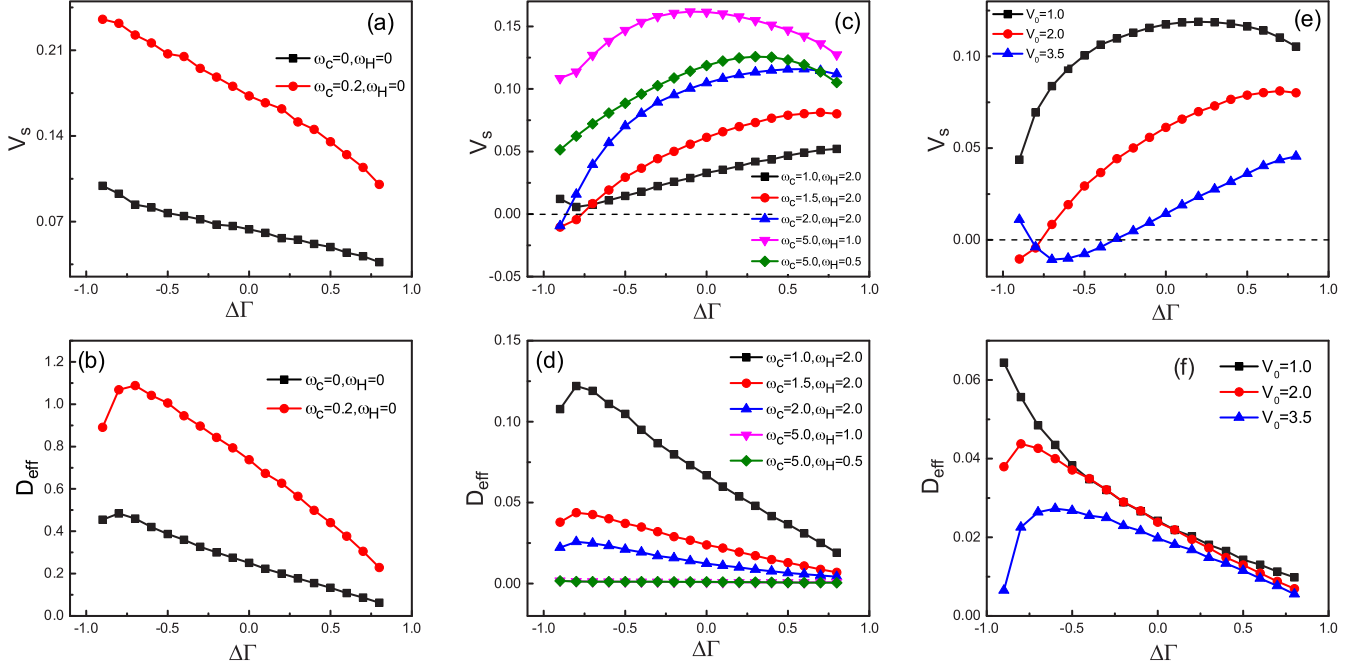 (a)
ω_c=0,ω_H=0
ω_c=0.2,ω_H=0
V_s
0.21
0.14
0.07
-1.0 -0.5 0.0 0.5 1.0
ΔΓ
(c)
V_s
0.15
0.10
0.05
0.00
-0.05
ω_c=1.0,ω_H=2.0
ω_c=1.5,ω_H=2.0
ω_c=2.0,ω_H=2.0
ω_c=5.0,ω_H=1.0
ω_c=5.0,ω_H=0.5
-1.0 -0.5 0.0 0.5 1.0
ΔΓ
(e)
V_0=1.0
V_0=2.0
V_0=3.5
V_s
0.10
0.05
0.00
-1.0 -0.5 0.0 0.5 1.0
ΔΓ
(b)
ω_c=0,ω_H=0
ω_c=0.2,ω_H=0
D_eff
1.2
1.0
0.8
0.6
0.4
0.2
0.0
-1.0 -0.5 0.0 0.5 1.0
ΔΓ
(d)
ω_c=1.0,ω_H=2.0
ω_c=1.5,ω_H=2.0
ω_c=2.0,ω_H=2.0
ω_c=5.0,ω_H=1.0
ω_c=5.0,ω_H=0.5
D_eff
0.15
0.10
0.05
0.00
-1.0 -0.5 0.0 0.5 1.0
ΔΓ
(f)
V_0=1.0
V_0=2.0
V_0=3.5
D_eff
0.06
0.04
0.02
0.00
-1.0 -0.5 0.0 0.5 1.0
ΔΓ